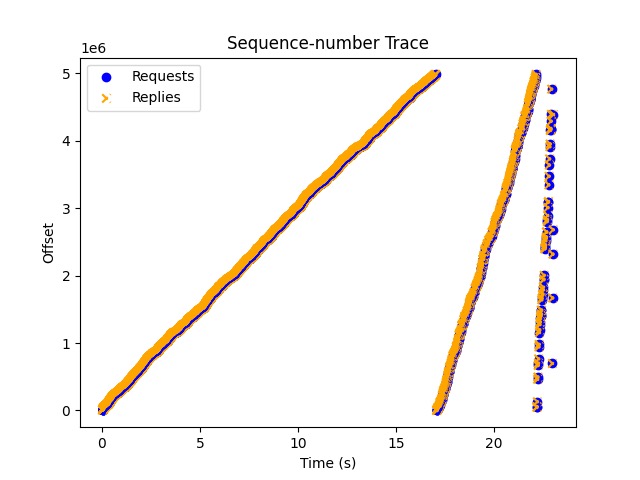 Sequence-number Trace
1e6
Requests
Replies
5
4
3
2
1
0
Offset
0 5 10 15 20
Time (s)